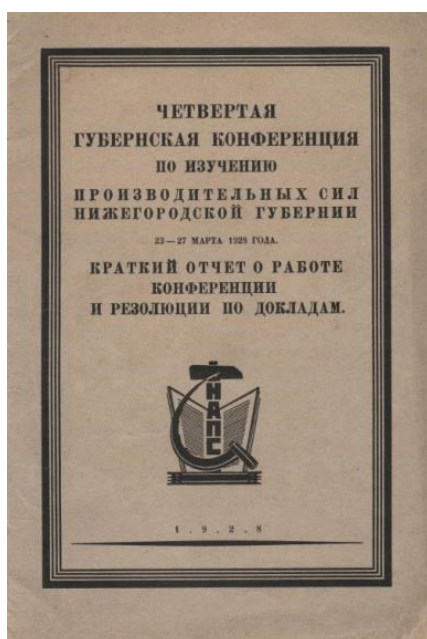 ЧЕТВЕРТАЯ
ГУБЕРНСКАЯ КОНФЕРЕНЦИЯ
ПО ИЗУЧЕНИЮ
ПРОИЗВОДИТЕЛЬНЫХ СИЛ
НИЖЕГОРОДСКОЙ ГУБЕРНИИ
23—27 МАРТА 1928 ГОДА.
КРАТКИЙ ОТЧЕТ О РАБОТЕ
КОНФЕРЕНЦИИ
И РЕЗОЛЮЦИИ ПО ДОКЛАДАМ.
НАПС
1.9.2.8